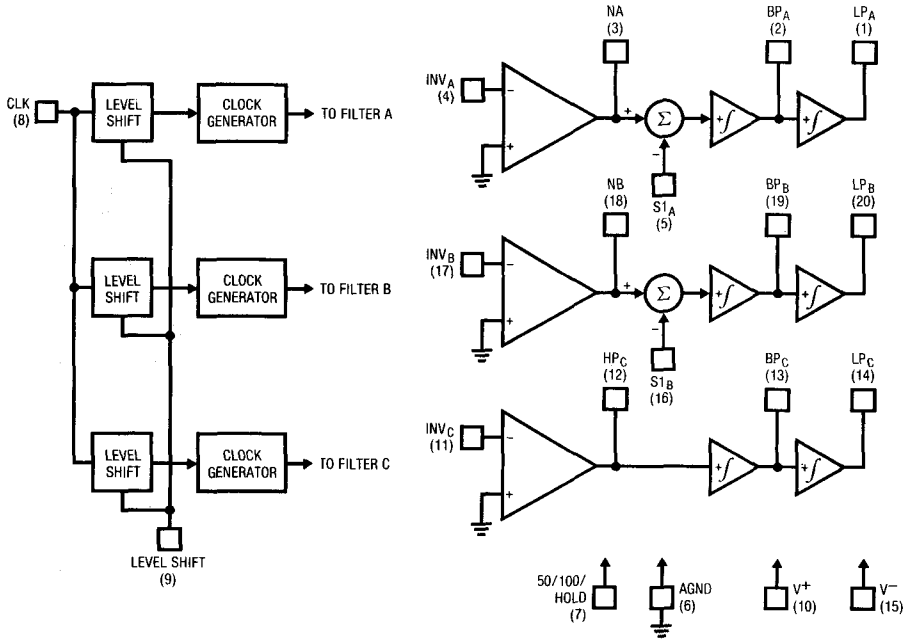 CLK
(8)
LEVEL
SHIFT
CLOCK
GENERATOR
TO FILTER A
LEVEL
SHIFT
CLOCK
GENERATOR
TO FILTER B
LEVEL
SHIFT
CLOCK
GENERATOR
TO FILTER C
LEVEL SHIFT
(9)
NA
(3)
BPA
(2)
LPA
(1)
INVA
(4)
−
+
+
Σ
−
+∫
+∫
S1A
(5)
NB
(18)
BPB
(19)
LPB
(20)
INVB
(17)
−
+
+
Σ
−
+∫
+∫
S1B
(16)
HPC
(12)
BPC
(13)
LPC
(14)
INVC
(11)
−
+
+∫
+∫
50/100/
HOLD
(7)
AGND
(6)
V+
(10)
V−
(15)